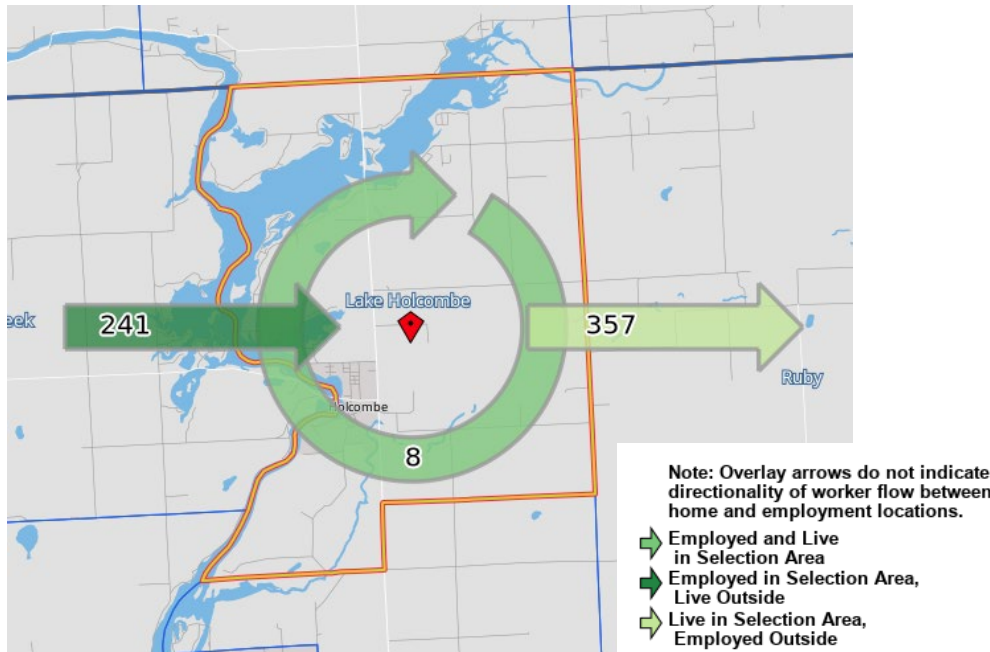 Lake Holcombe
241
357
eek
Ruby
Holcombe
8
Note: Overlay arrows do not indicate
directionality of worker flow between
home and employment locations.
Employed and Live
in Selection Area
Employed in Selection Area,
Live Outside
Live in Selection Area,
Employed Outside